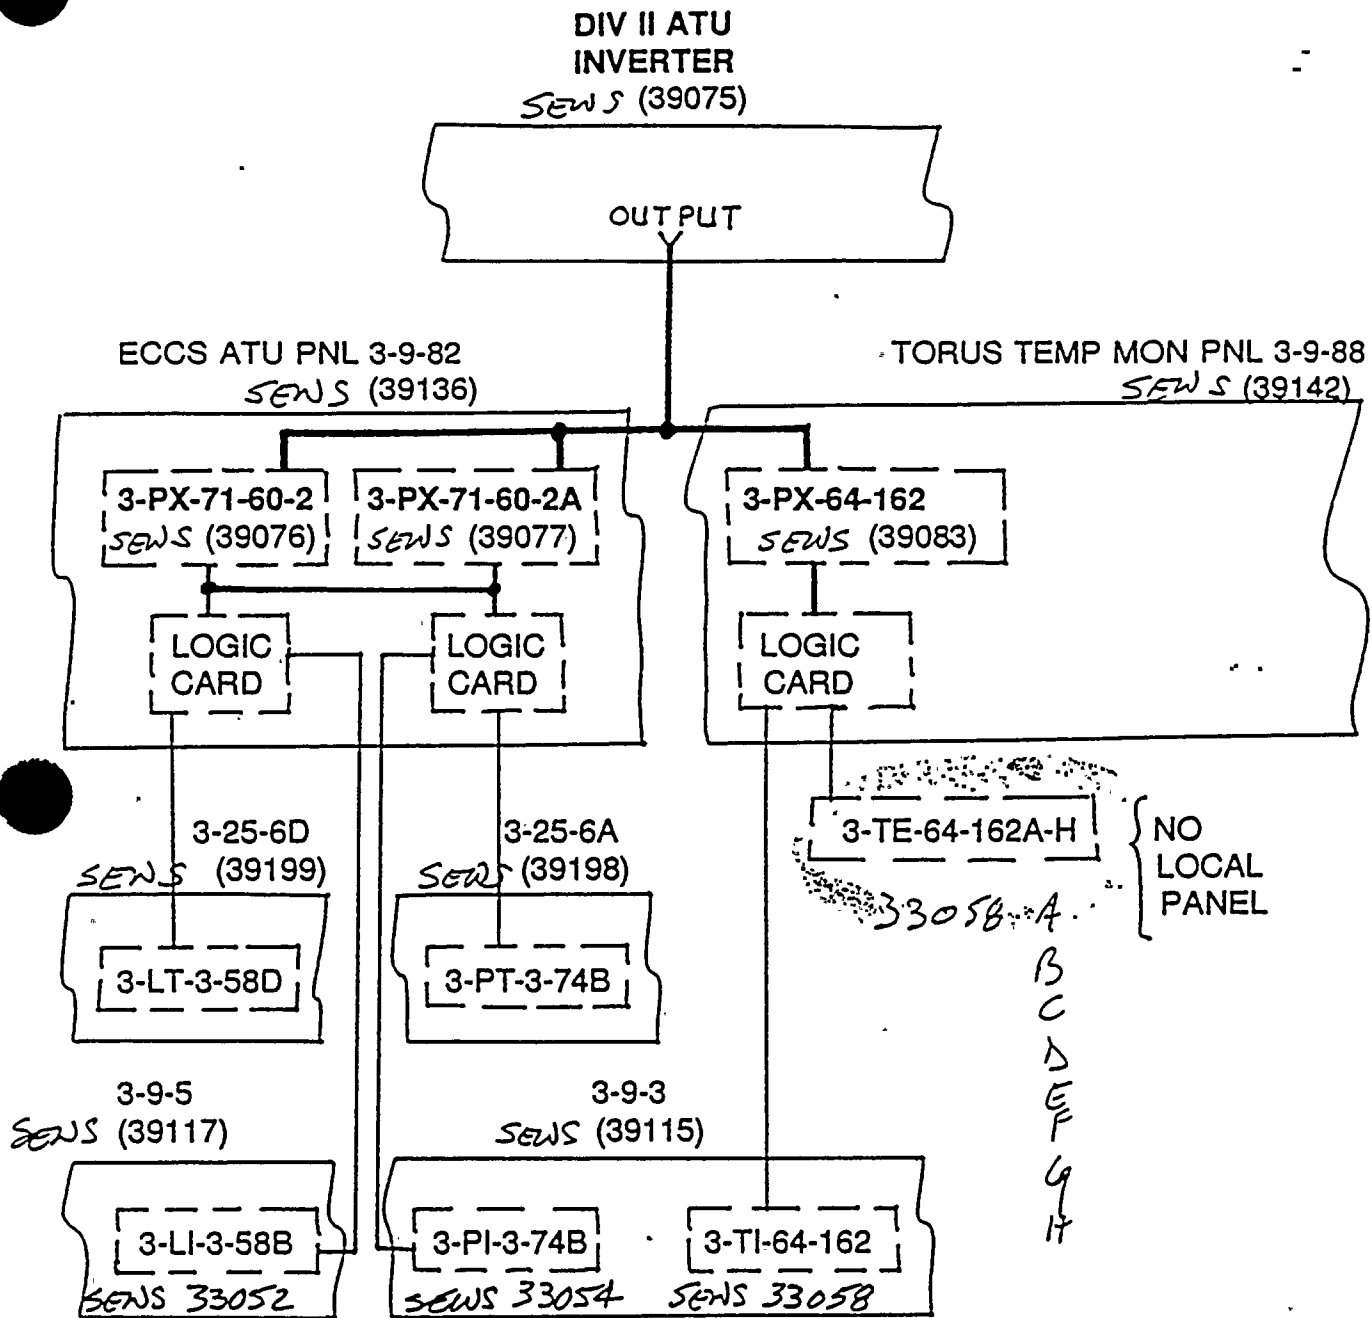 DIV II ATU
INVERTER
SEWS (39075)
OUTPUT
ECCS ATU PNL 3-9-82
SEWS (39136)
TORUS TEMP MON PNL 3-9-88
SEWS (39142)
3-PX-71-60-2
SEWS (39076)
3-PX-71-60-2A
SEWS (39077)
3-PX-64-162
SEWS (39083)
LOGIC
CARD
LOGIC
CARD
LOGIC
CARD
3-TE-64-162A-H
NO
LOCAL
PANEL
33058-A
B
C
D
E
F
G
H
3-25-6D
SEWS (39199)
3-25-6A
SEWS (39198)
3-LT-3-58D
3-PT-3-74B
3-9-5
SEWS (39117)
3-9-3
SEWS (39115)
3-LI-3-58B
SEWS 33052
3-PI-3-74B
SEWS 33054
3-TI-64-162
SEWS 33058